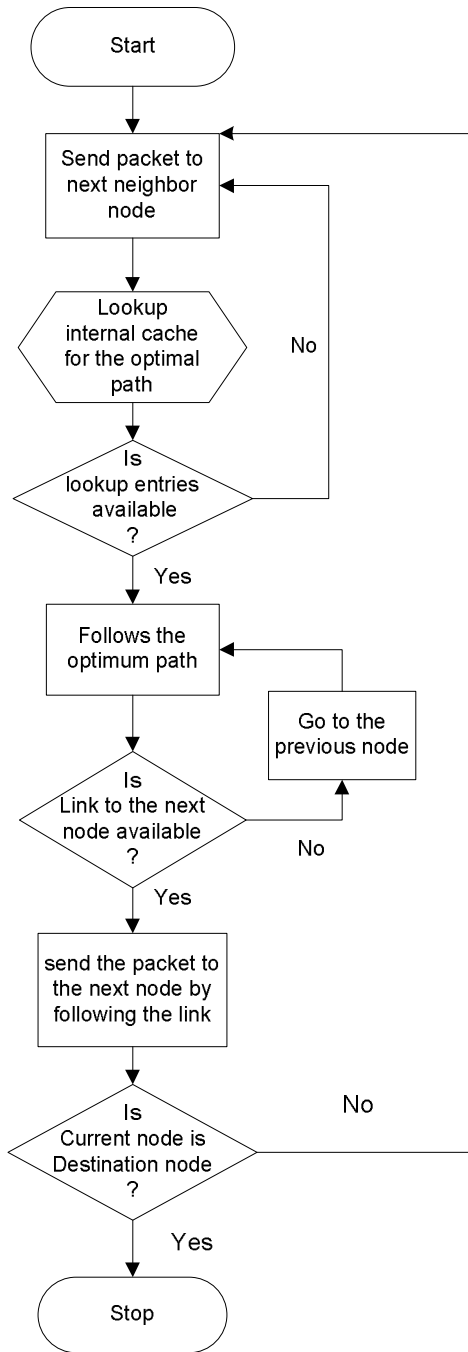 Start
Send packet to
next neighbor
node
Lookup
internal cache
for the optimal
path
No
Is
lookup entries
available
?
Yes
Follows the
optimum path
Go to the
previous node
Is
Link to the next
node available
?
No
Yes
send the packet to
the next node by
following the link
Is
Current node is
Destination node
?
No
Yes
Stop